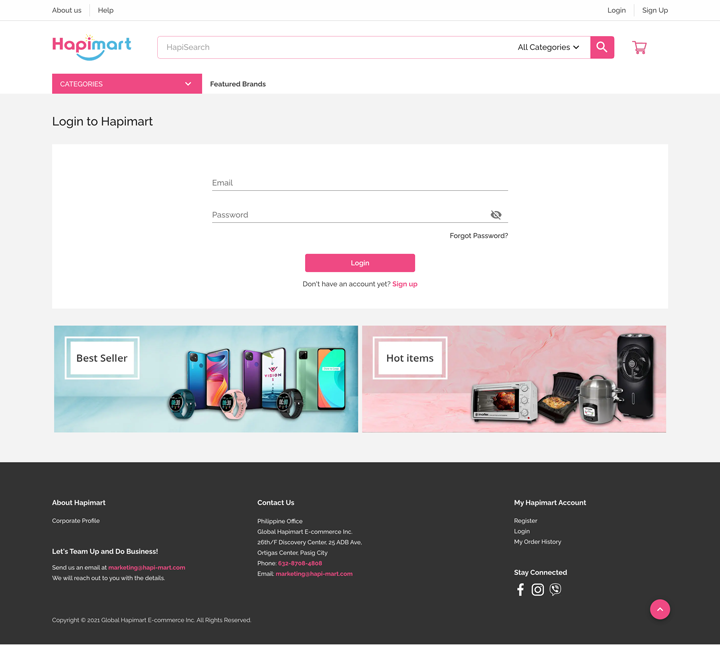 About us
Help
Login
Sign Up
Hapimart
HapiSearch
All Categories
CATEGORIES
Featured Brands
Login to Hapimart
Email
Password
Forgot Password?
Login
Don't have an account yet? Sign up
Best Seller
Hot items
About Hapimart
Corporate Profile
Let's Team Up and Do Business!
Send us an email at marketing@hapi-mart.com
We will reach out to you with the details.
Contact Us
Philippine Office
Global Hapimart E-commerce Inc.
26th/F Discovery Center, 25 ADB Ave,
Ortigas Center, Pasig City
Phone: 632-8706-4806
Email: marketing@hapi-mart.com
My Hapimart Account
Register
Login
My Order History
Stay Connected
Copyright © 2021 Global Hapimart E-commerce Inc. All Rights Reserved.